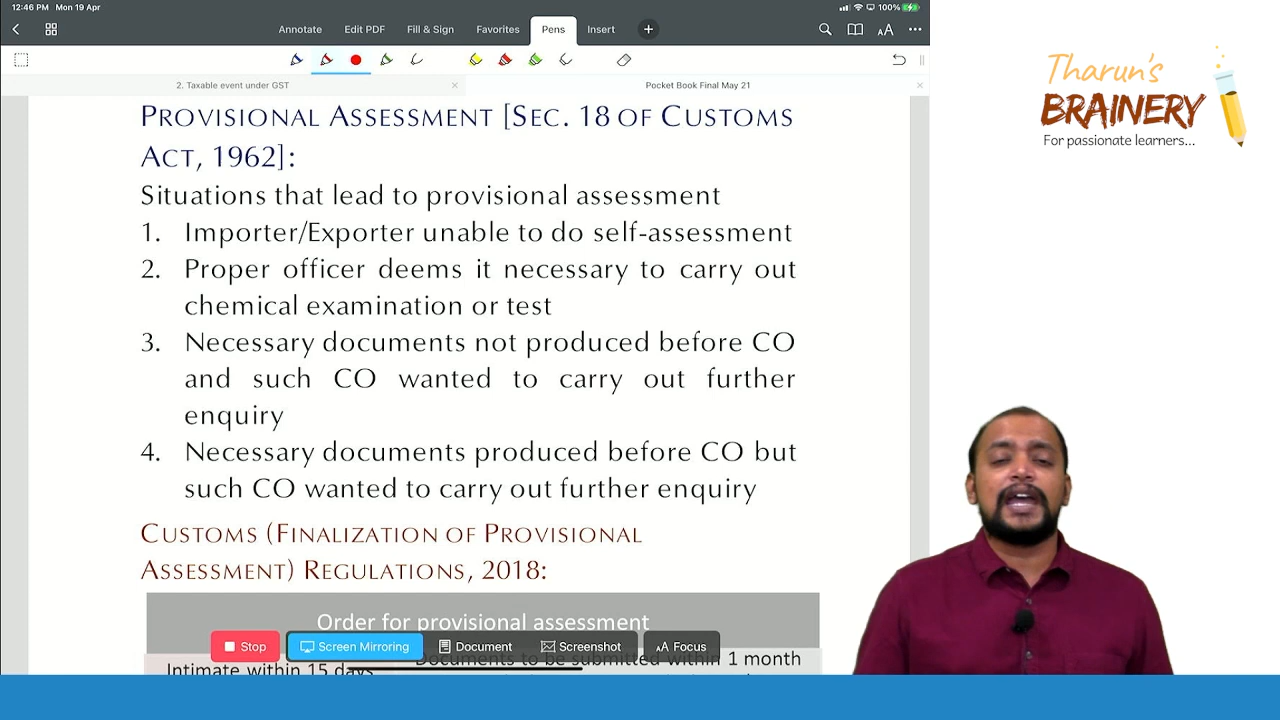 12:46 PM Mon 19 Apr
100%
Annotate Edit PDF Fill & Sign Favorites Pens Insert
AA
2. Taxable event under GST
Pocket Book Final May 21
Tharun's
BRAINERY
For passionate learners...
PROVISIONAL ASSESSMENT [SEC. 18 OF CUSTOMS
ACT, 1962]:
Situations that lead to provisional assessment
1. Importer/Exporter unable to do self-assessment
2. Proper officer deems it necessary to carry out
chemical examination or test
3. Necessary documents not produced before CO
and such CO wanted to carry out further
enquiry
4. Necessary documents produced before CO but
such CO wanted to carry out further enquiry
CUSTOMS (FINALIZATION OF PROVISIONAL
ASSESSMENT) REGULATIONS, 2018:
Order for provisional assessment
Stop Screen Mirroring Document Screenshot AA Focus
Intimate within 15 days Documents to be submitted within 1 month